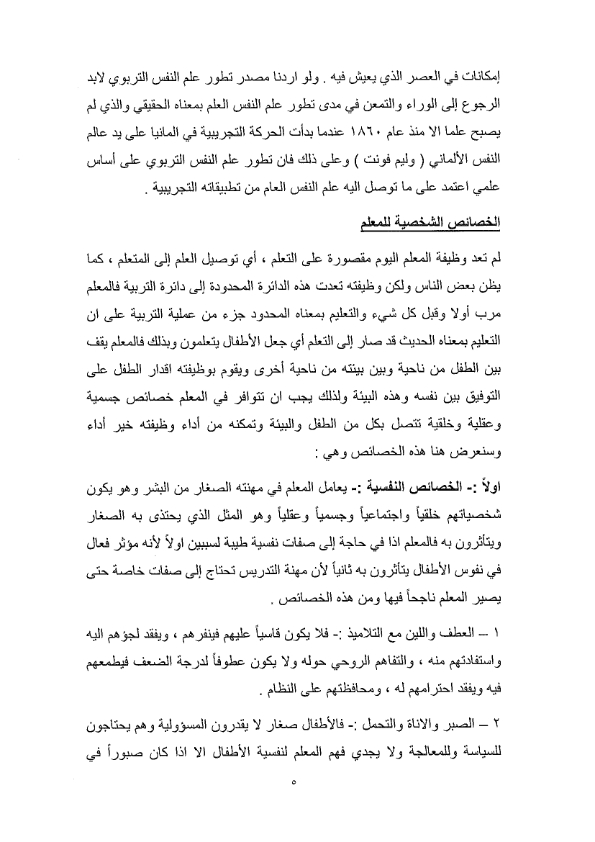 إمكانات في العصر الذي يعيش فيه . ولو اردنا مصدر تطور علم النفس التربوي لابد
الرجوع إلى الوراء والتمعن في مدى تطور علم النفس العلم بمعناه الحقيقي والذي لم
يصبح علما الا منذ عام ١٨٦٠ عندما بدأت الحركة التجريبية في المانيا على يد عالم
النفس الألماني ( وليم فونت ) وعلى ذلك فان تطور علم النفس التربوي على أساس
علمي اعتمد على ما توصل اليه علم النفس العام من تطبيقاته التجريبية .
الخصائص الشخصية للمعلم
لم تعد وظيفة المعلم اليوم مقصورة على التعلم ، أي توصيل العلم إلى المتعلم ، كما
يظن بعض الناس ولكن وظيفته تعدت هذه الدائرة المحدودة إلى دائرة التربية فالمعلم
مرب أولا وقبل كل شيء والتعليم بمعناه المحدود جزء من عملية التربية على ان
التعليم بمعناه الحديث قد صار إلى التعلم أي جعل الأطفال يتعلمون وبذلك فالمعلم يقف
بين الطفل من ناحية وبين بيئته من ناحية أخرى ويقوم بوظيفته اقدار الطفل على
التوفيق بين نفسه وهذه البيئة ولذلك يجب ان تتوافر في المعلم خصائص جسمية
وعقلية وخلقية تتصل بكل من الطفل والبيئة وتمكنه من أداء وظيفته خير أداء
وسنعرض هنا هذه الخصائص وهي :
اولاً :- الخصائص النفسية :- يعامل المعلم في مهنته الصغار من البشر وهو يكون
شخصياتهم خلقياً واجتماعياً وجسمياً وعقلياً وهو المثل الذي يحتذى به الصغار
ويتأثرون به فالمعلم اذا في حاجة إلى صفات نفسية طيبة لسببين اولاً لأنه مؤثر فعال
في نفوس الأطفال يتأثرون به ثانياً لأن مهنة التدريس تحتاج إلى صفات خاصة حتى
يصير المعلم ناجحاً فيها ومن هذه الخصائص .
١ – العطف واللين مع التلاميذ :- فلا يكون قاسياً عليهم فينفرهم ، ويفقد لجؤهم اليه
واستفادتهم منه ، والتفاهم الروحي حوله ولا يكون عطوفاً لدرجة الضعف فيطمعهم
فيه ويفقد احترامهم له ، ومحافظتهم على النظام .
٢ – الصبر والاناة والتحمل :- فالأطفال صغار لا يقدرون المسؤولية وهم يحتاجون
للسياسة وللمعالجة ولا يجدي فهم المعلم لنفسية الأطفال الا اذا كان صبوراً في
٥